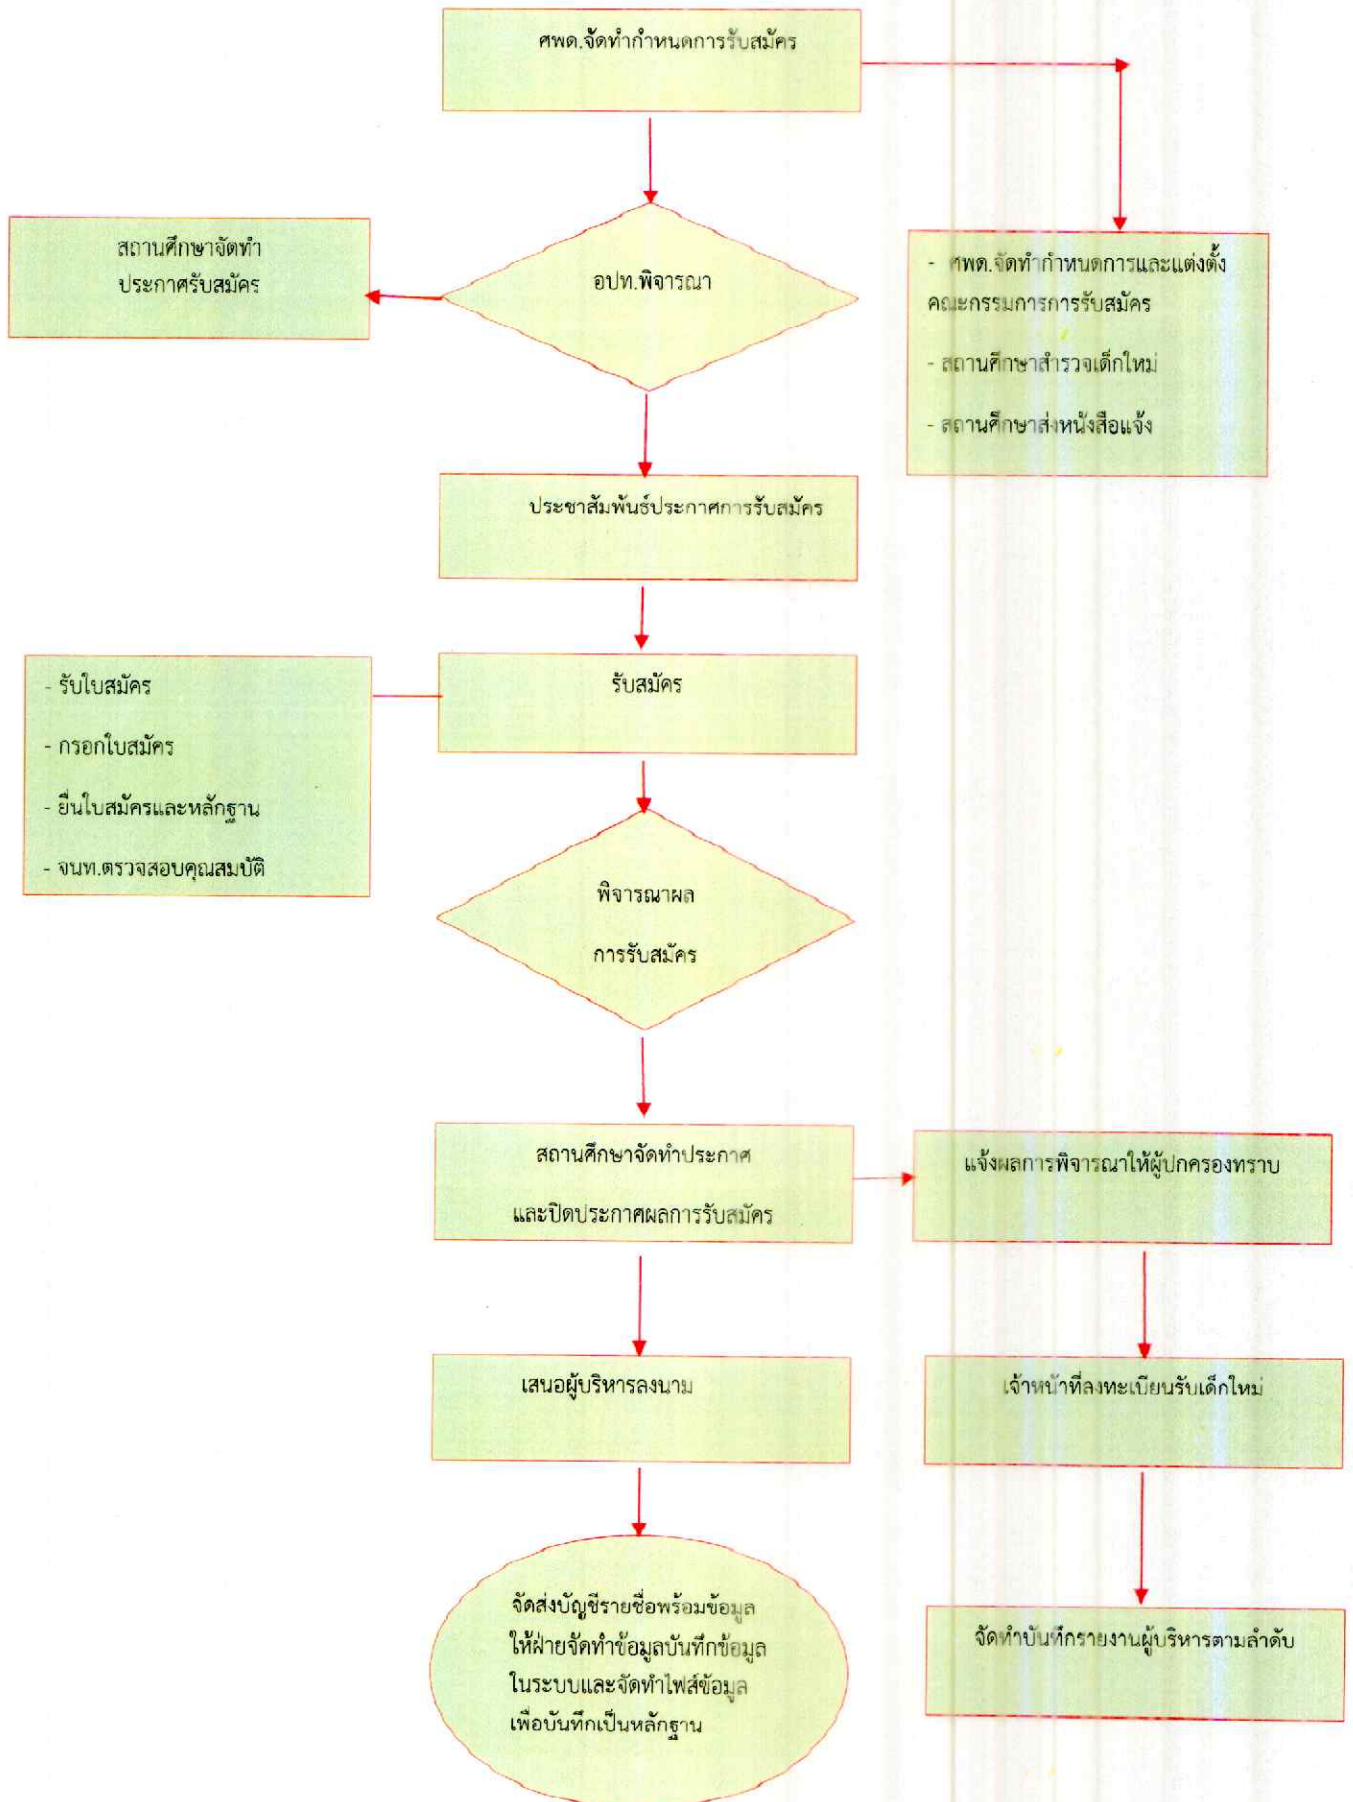 ศพด.จัดทำกำหนดการรับสมัคร
สถานศึกษาจัดทำ
ประกาศรับสมัคร
อปท.พิจารณา
- ศพด.จัดทำกำหนดการและแต่งตั้ง
คณะกรรมการการรับสมัคร
- สถานศึกษาสำรวจเด็กใหม่
- สถานศึกษาส่งหนังสือแจ้ง
ประชาสัมพันธ์ประกาศการรับสมัคร
รับสมัคร
- รับใบสมัคร
- กรอกใบสมัคร
- ยื่นใบสมัครและหลักฐาน
- จนท.ตรวจสอบคุณสมบัติ
พิจารณาผล
การรับสมัคร
สถานศึกษาจัดทำประกาศ
และปิดประกาศผลการรับสมัคร
แจ้งผลการพิจารณาให้ผู้ปกครองทราบ
เสนอผู้บริหารลงนาม
เจ้าหน้าที่ลงทะเบียนรับเด็กใหม่
จัดส่งบัญชีรายชื่อพร้อมข้อมูล
ให้ฝ่ายจัดทำข้อมูลบันทึกข้อมูล
ในระบบและจัดทำไฟล์ข้อมูล
เพื่อบันทึกเป็นหลักฐาน
จัดทำบันทึกรายงานผู้บริหารตามลำดับ